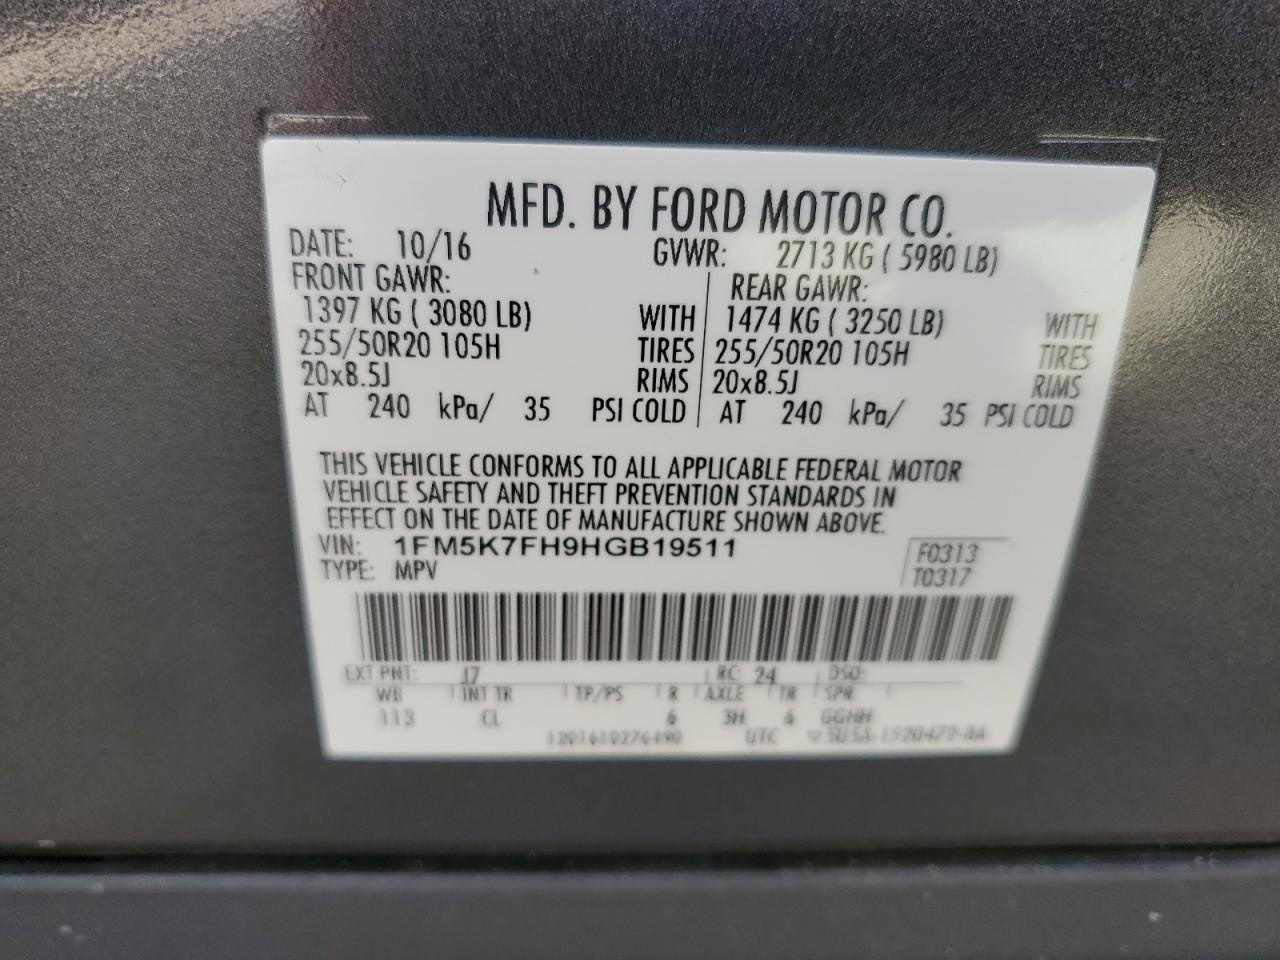 MFD. BY FORD MOTOR CO.
DATE: 10/16 GVWR: 2713 KG ( 5980 LB)
FRONT GAWR: REAR GAWR:
1397 KG ( 3080 LB) WITH 1474 KG ( 3250 LB) WITH
255/50R20 105H TIRES 255/50R20 105H TIRES
20x8.5J RIMS 20x8.5J RIMS
AT 240 kPa/ 35 PSI COLD AT 240 kPa/ 35 PSI COLD
THIS VEHICLE CONFORMS TO ALL APPLICABLE FEDERAL MOTOR
VEHICLE SAFETY AND THEFT PREVENTION STANDARDS IN
EFFECT ON THE DATE OF MANUFACTURE SHOWN ABOVE.
VIN: 1FM5K7FH9HGB19511 F0313
TYPE: MPV T0317
EXT PNT: J7 RC: 24 DSO:
WB INT TR TP/PS R AXLE TR SPR
113 CL 6 3H 6 GGHH
UTC